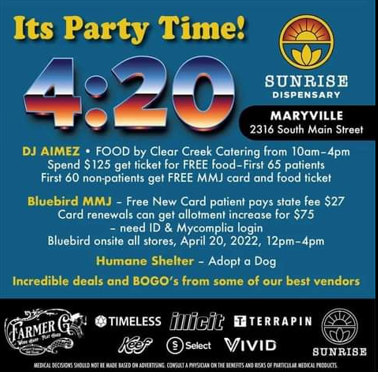 Its Party Time!
4:20
SUNRISE
DISPENSARY
MARYVILLE
2316 South Main Street
DJ AIMEZ • FOOD by Clear Creek Catering from 10am–4pm
Spend $125 get ticket for FREE food–First 65 patients
First 60 non-patients get FREE MMJ card and food ticket
Bluebird MMJ – Free New Card patient pays state fee $27
Card renewals can get allotment increase for $75
– need ID & Mycomplia login
Bluebird onsite all stores, April 20, 2022, 12pm–4pm
Humane Shelter – Adopt a Dog
Incredible deals and BOGO's from some of our best vendors
FARMER G
TIMELESS
illicit
TERRAPIN
Keef
S Select
VIVID
SUNRISE
MEDICAL DECISIONS SHOULD NOT BE MADE BASED ON ADVERTISING. CONSULT A PHYSICIAN ON THE BENEFITS AND RISKS OF PARTICULAR MEDICAL PRODUCTS.